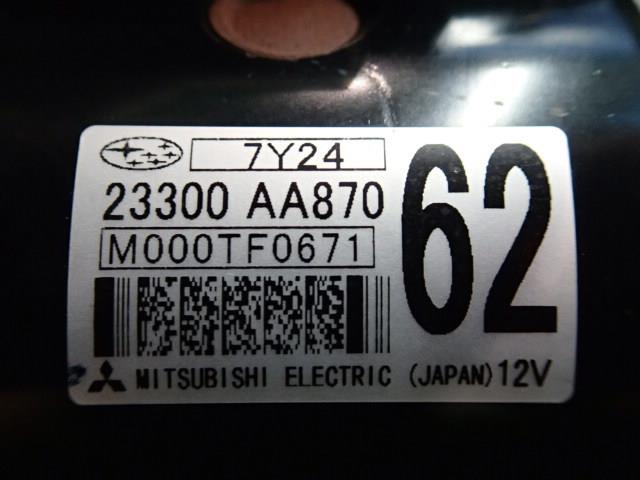 7Y24
23300 AA870
M000TF0671
62
MITSUBISHI ELECTRIC (JAPAN) 12V